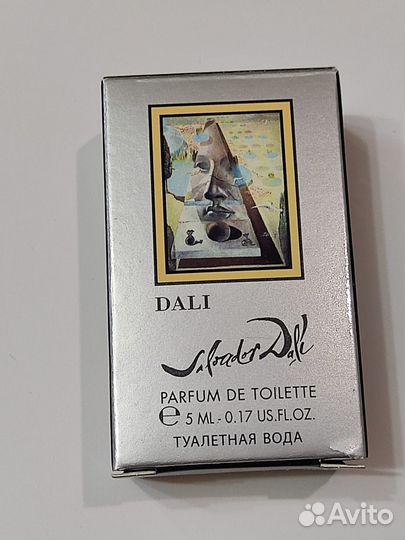 DALI
Salvador Dalí
PARFUM DE TOILETTE
℮ 5 ML - 0.17 US.FL.OZ.
ТУАЛЕТНАЯ ВОДА
Avito